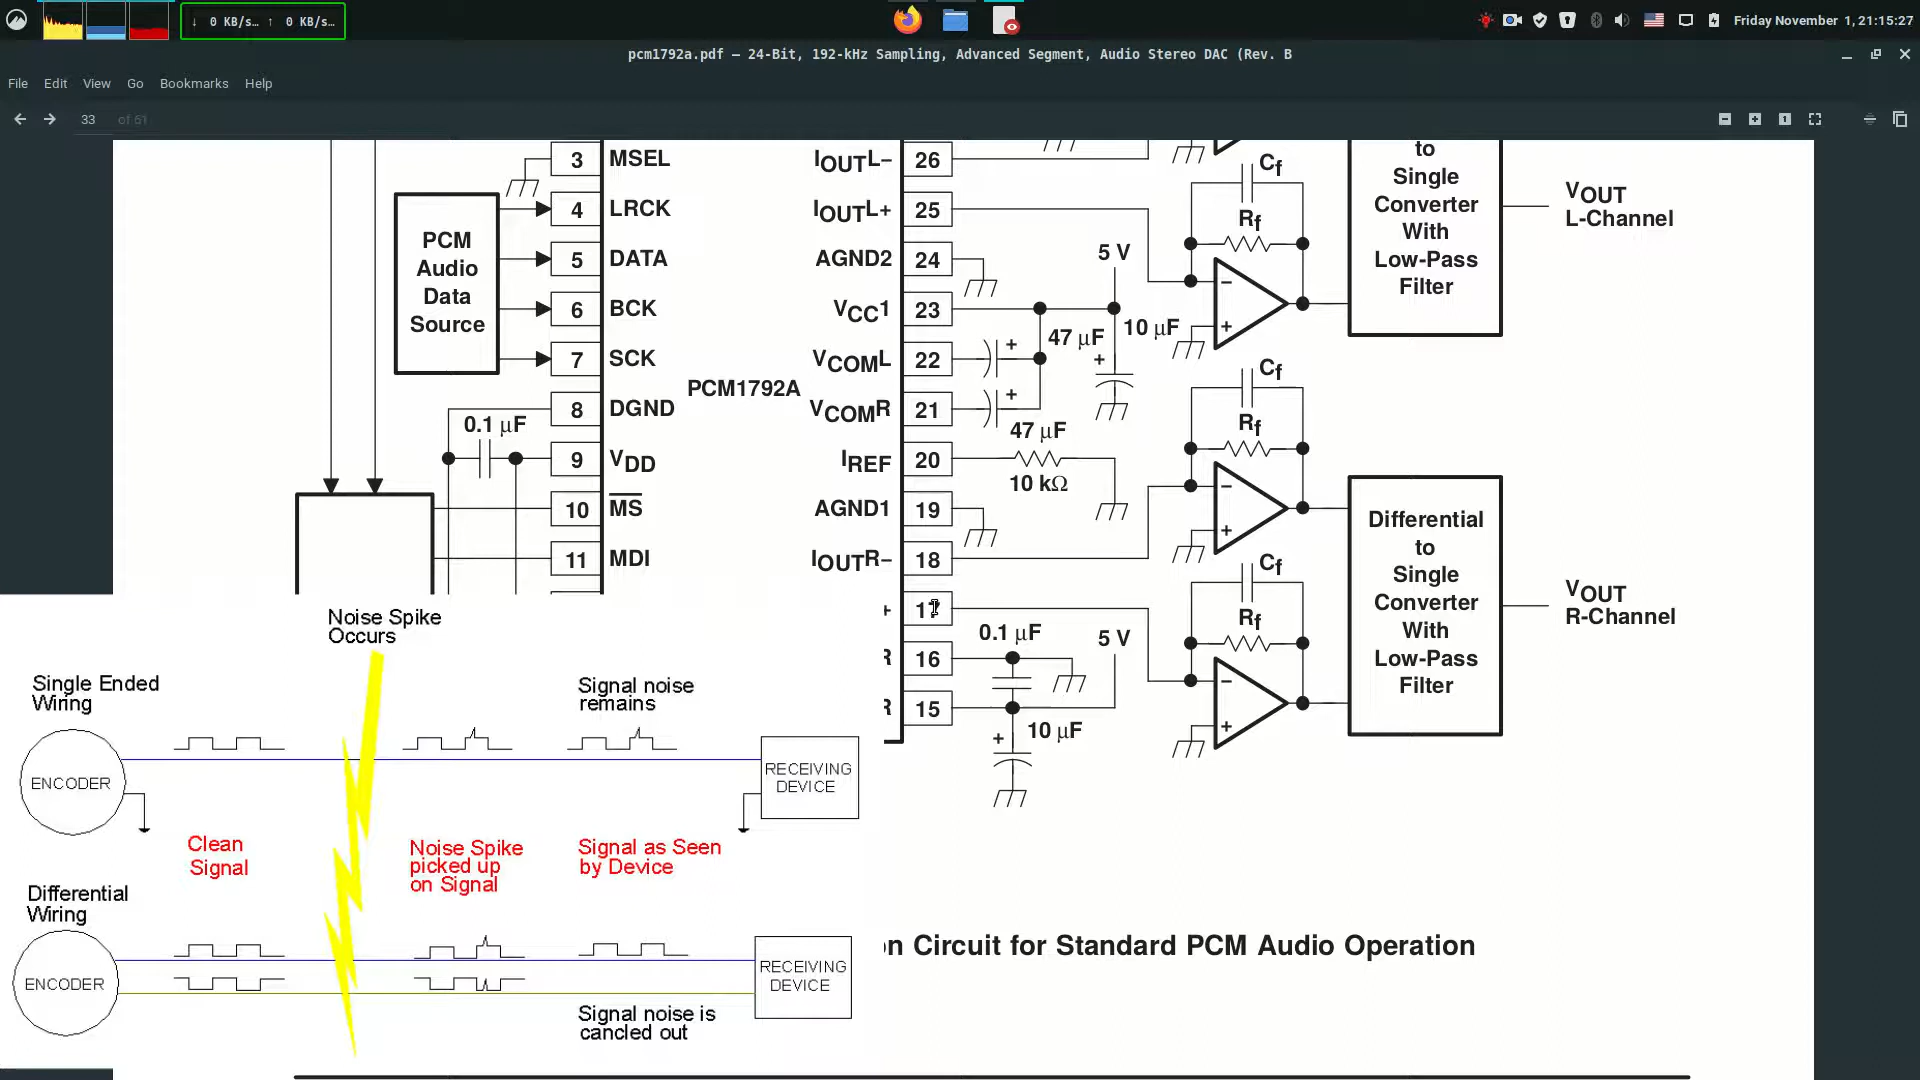 ↓ 0 KB/s… ↑ 0 KB/s…
Friday November 1, 21:15:27
pcm1792a.pdf — 24-Bit, 192-kHz Sampling, Advanced Segment, Audio Stereo DAC (Rev. B
File Edit View Go Bookmarks Help
33 of 61
3 MSEL
4 LRCK
5 DATA
6 BCK
7 SCK
8 DGND
9 VDD
10 MS
11 MDI
PCM
Audio
Data
Source
0.1 μF
PCM1792A
IOUTL– 26
IOUTL+ 25
AGND2 24
VCC1 23
VCOML 22
VCOMR 21
IREF 20
AGND1 19
IOUTR– 18
+ 17
R 16
R 15
5 V
47 μF
10 μF
+
+
+
47 μF
10 kΩ
0.1 μF
5 V
+
10 μF
Cf
Rf
–
+
Cf
Rf
–
+
Cf
Rf
–
+
to
Single
Converter
With
Low-Pass
Filter
VOUT
L-Channel
Differential
to
Single
Converter
With
Low-Pass
Filter
VOUT
R-Channel
on Circuit for Standard PCM Audio Operation
Noise Spike
Occurs
Single Ended
Wiring
Signal noise
remains
ENCODER
RECEIVING
DEVICE
Clean
Signal
Noise Spike
picked up
on Signal
Signal as Seen
by Device
Differential
Wiring
ENCODER
RECEIVING
DEVICE
Signal noise is
cancled out